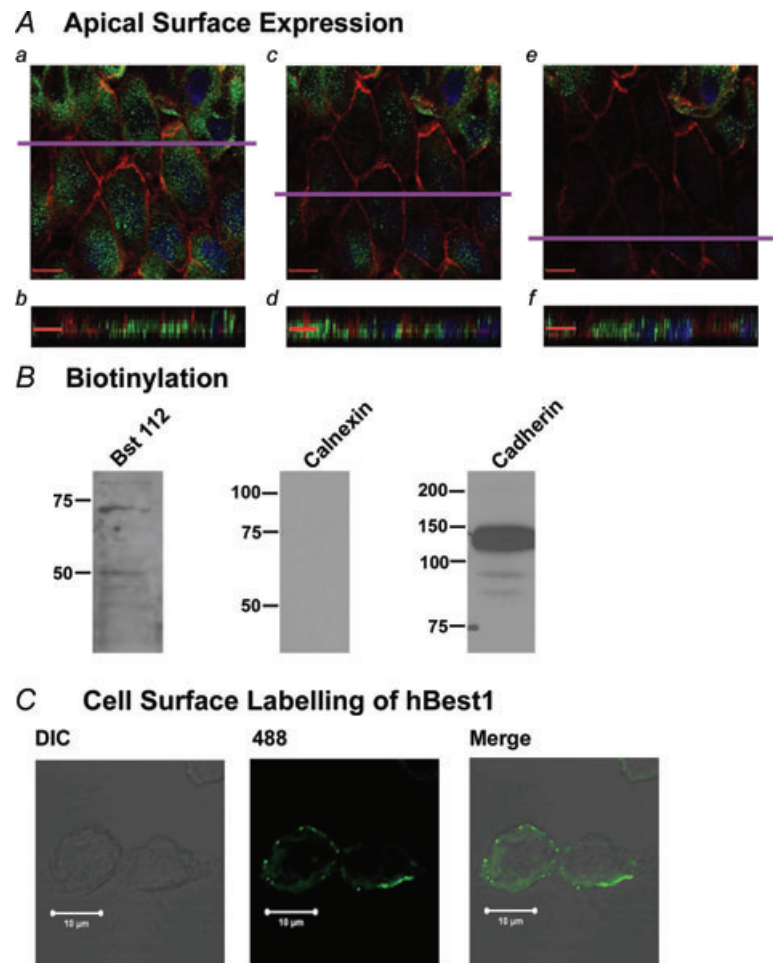 A Apical Surface Expression
a c e
b d f
B Biotinylation
Bst 112 Calnexin Cadherin
75
50
100
75
50
200
150
100
75
C Cell Surface Labelling of hBest1
DIC 488 Merge
10 µm 10 µm 10 µm